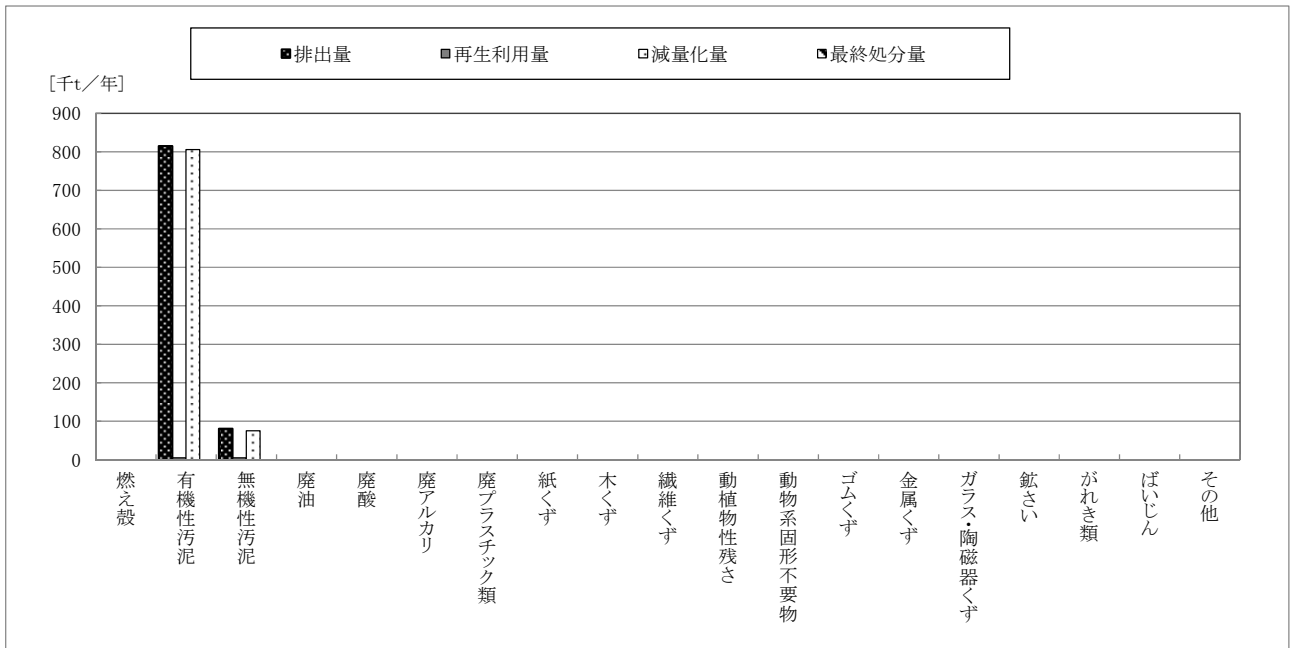 排出量 再生利用量 減量化量 最終処分量
[千t/年]
900
800
700
600
500
400
300
200
100
0
燃え殻
有機性汚泥
無機性汚泥
廃油
廃酸
廃アルカリ
廃プラスチック類
紙くず
木くず
繊維くず
動植物性残さ
動物系固形不要物
ゴムくず
金属くず
ガラス・陶磁器くず
鉱さい
がれき類
ばいじん
その他